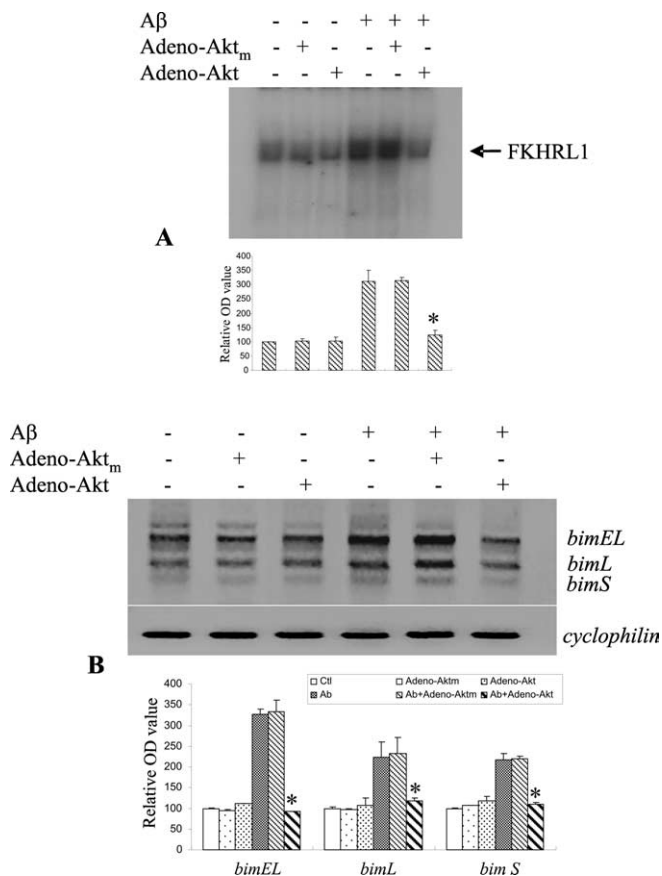 Aβ - - - + + +
Adeno-Aktm - + - - + -
Adeno-Akt - - + - - +
FKHRL1
A
Relative OD value
400
350
300
250
200
150
100
50
0
*
Aβ - - - + + +
Adeno-Aktm - + - - + -
Adeno-Akt - - + - - +
bimEL
bimL
bimS
cyclophilin
B
Ctl Adeno-Aktm Adeno-Akt
Ab Ab+Adeno-Aktm Ab+Adeno-Akt
Relative OD value
400
350
300
250
200
150
100
50
0
* * *
bimEL bimL bim S